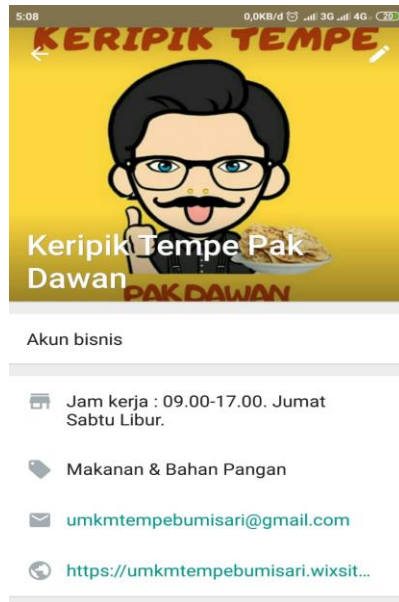 5:08
0,0KB/d 3G 4G 20
KERIPIK TEMPE
Keripik Tempe Pak
Dawan
PAK DAWAN
Akun bisnis
Jam kerja : 09.00-17.00. Jumat
Sabtu Libur.
Makanan & Bahan Pangan
umkmtempebumisari@gmail.com
https://umkmtempebumisari.wixsit...